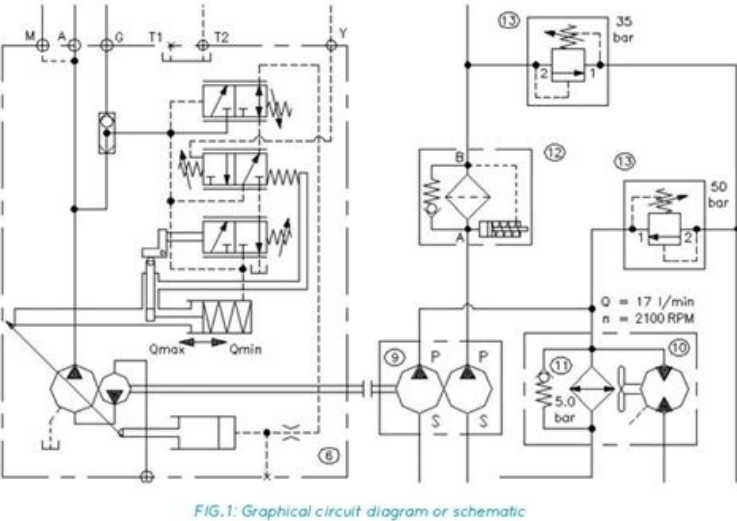 M A G T1 T2 Y
13
35
bar
2 1
B
12
A
13
50
bar
1 2
Q = 17 l/min
n = 2100 RPM
Qmax Qmin
9
P P
S S
11
10
5.0
bar
6
FIG.1: Graphical circuit diagram or schematic